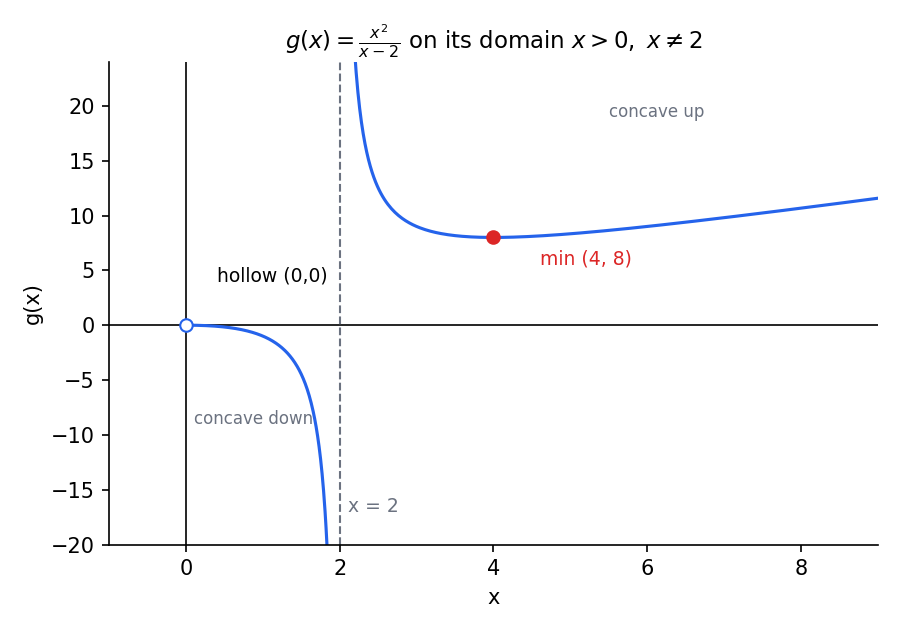 g(x) = x²/(x − 2) on its domain x > 0, x ≠ 2
20
concave up
15
10
min (4, 8)
5
hollow (0,0)
g(x)
0
−5
concave down
−10
−15
x = 2
−20
0 2 4 6 8
x